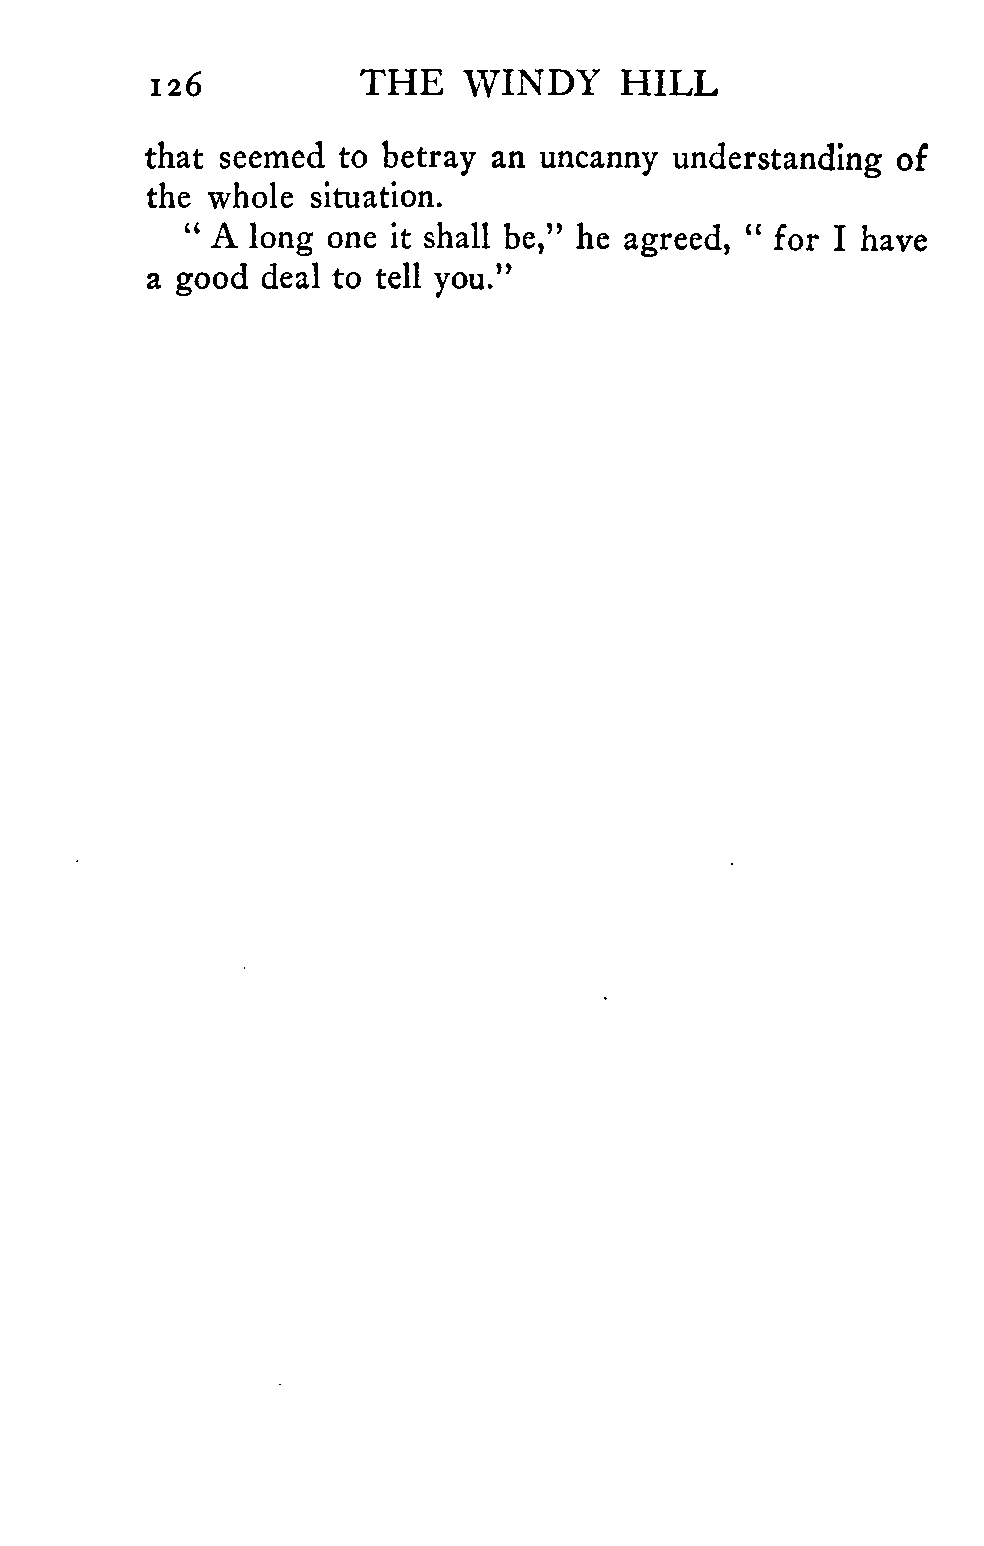 126 THE WINDY HILL
that seemed to betray an uncanny understanding of
the whole situation.
“ A long one it shall be,” he agreed, “ for I have
a good deal to tell you.”